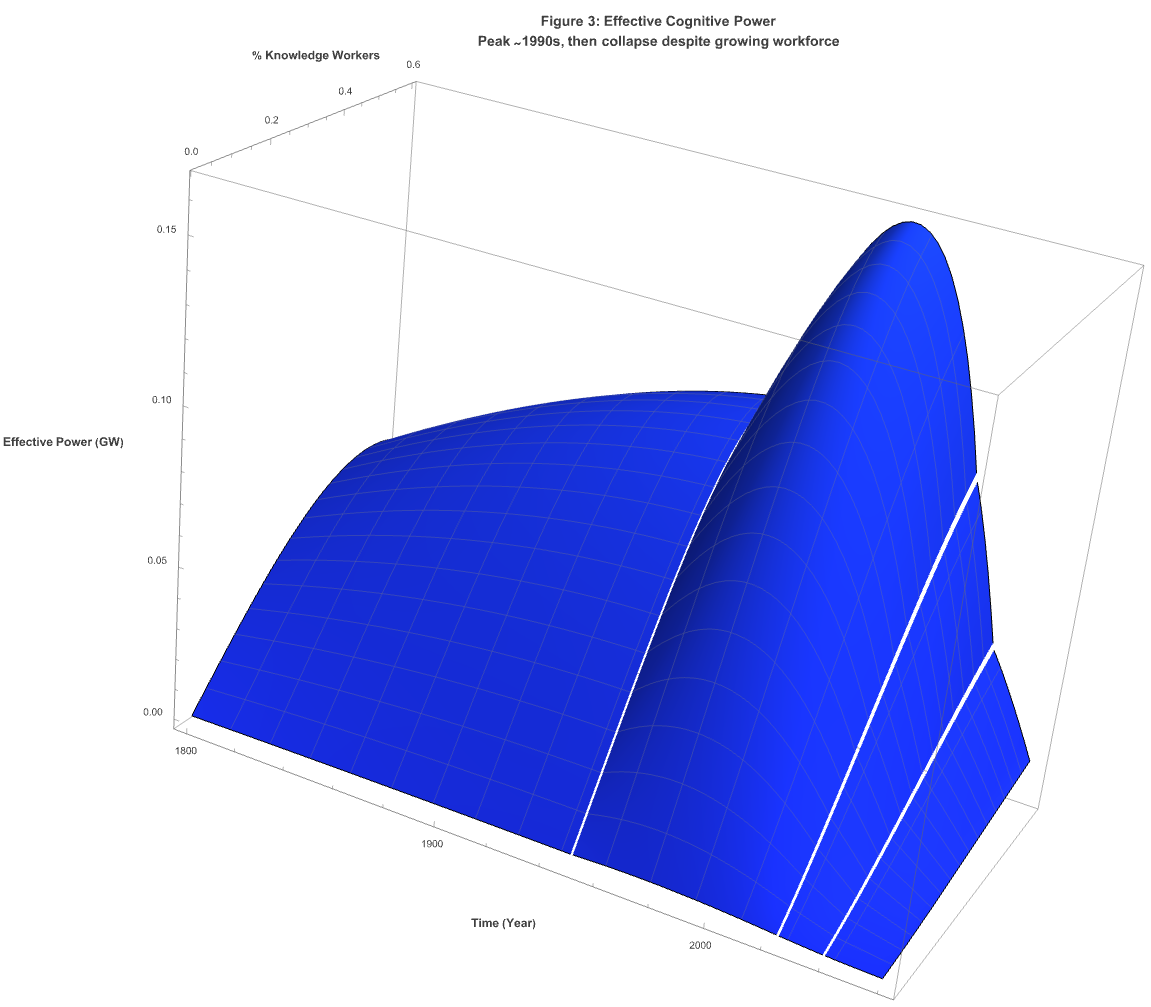 Figure 3: Effective Cognitive Power
Peak ~1990s, then collapse despite growing workforce
% Knowledge Workers
0.6
0.4
0.2
0.0
0.15
0.10
Effective Power (GW)
0.05
0.00
1800
1900
Time (Year)
2000